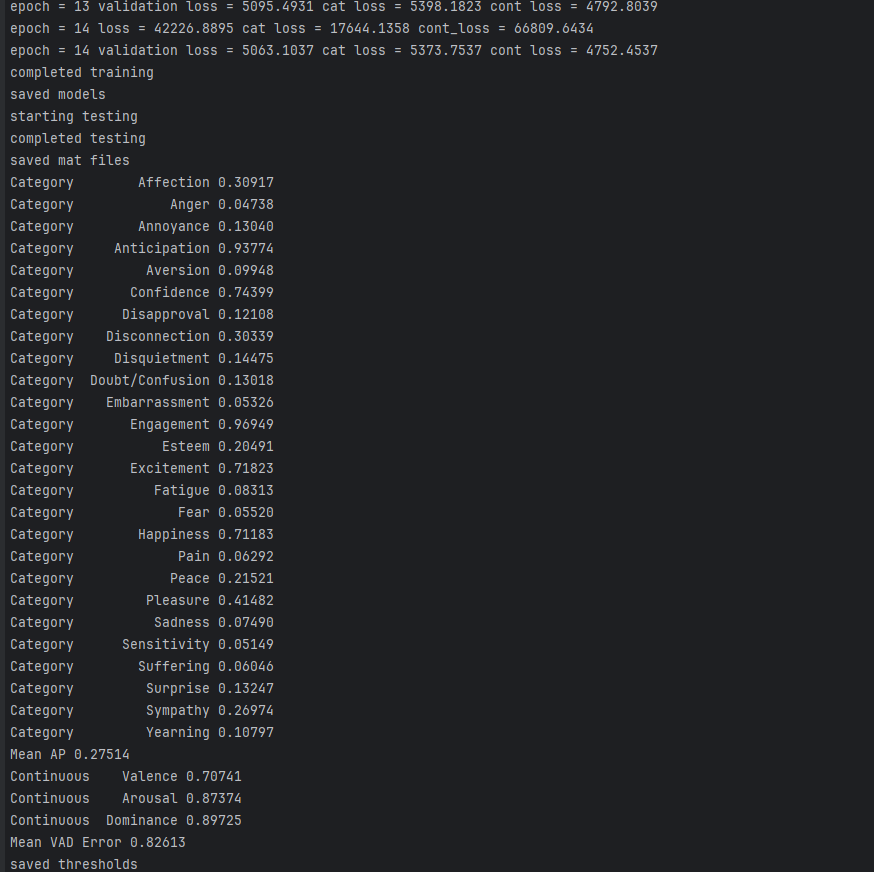 epoch = 13 validation loss = 5095.4931 cat loss = 5398.1823 cont loss = 4792.8039
epoch = 14 loss = 42226.8895 cat loss = 17644.1358 cont_loss = 66809.6434
epoch = 14 validation loss = 5063.1037 cat loss = 5373.7537 cont loss = 4752.4537
completed training
saved models
starting testing
completed testing
saved mat files
Category        Affection 0.30917
Category            Anger 0.04738
Category        Annoyance 0.13040
Category     Anticipation 0.93774
Category         Aversion 0.09948
Category       Confidence 0.74399
Category      Disapproval 0.12108
Category    Disconnection 0.30339
Category     Disquietment 0.14475
Category  Doubt/Confusion 0.13018
Category    Embarrassment 0.05326
Category       Engagement 0.96949
Category           Esteem 0.20491
Category       Excitement 0.71823
Category          Fatigue 0.08313
Category             Fear 0.05520
Category        Happiness 0.71183
Category             Pain 0.06292
Category            Peace 0.21521
Category         Pleasure 0.41482
Category          Sadness 0.07490
Category      Sensitivity 0.05149
Category        Suffering 0.06046
Category         Surprise 0.13247
Category         Sympathy 0.26974
Category         Yearning 0.10797
Mean AP 0.27514
Continuous    Valence 0.70741
Continuous    Arousal 0.87374
Continuous  Dominance 0.89725
Mean VAD Error 0.82613
saved thresholds